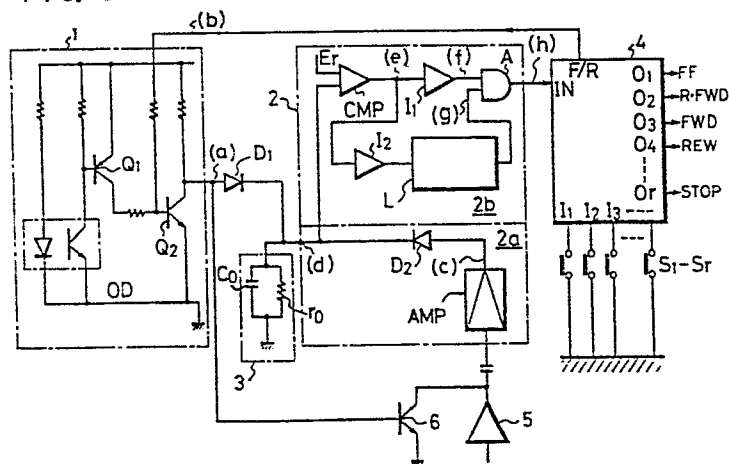 1
(b)
4
F/R
IN
(h)
O1
FF
O2
R·FWD
O3
FWD
O4
REW
Or
STOP
I1
I2
I3
S1-Sr
Er
(e)
(f)
A
CMP
I1
(g)
2
I2
L
2b
Q1
Q2
(a)
D1
OD
(d)
D2
2a
(c)
AMP
C0
r0
3
6
5